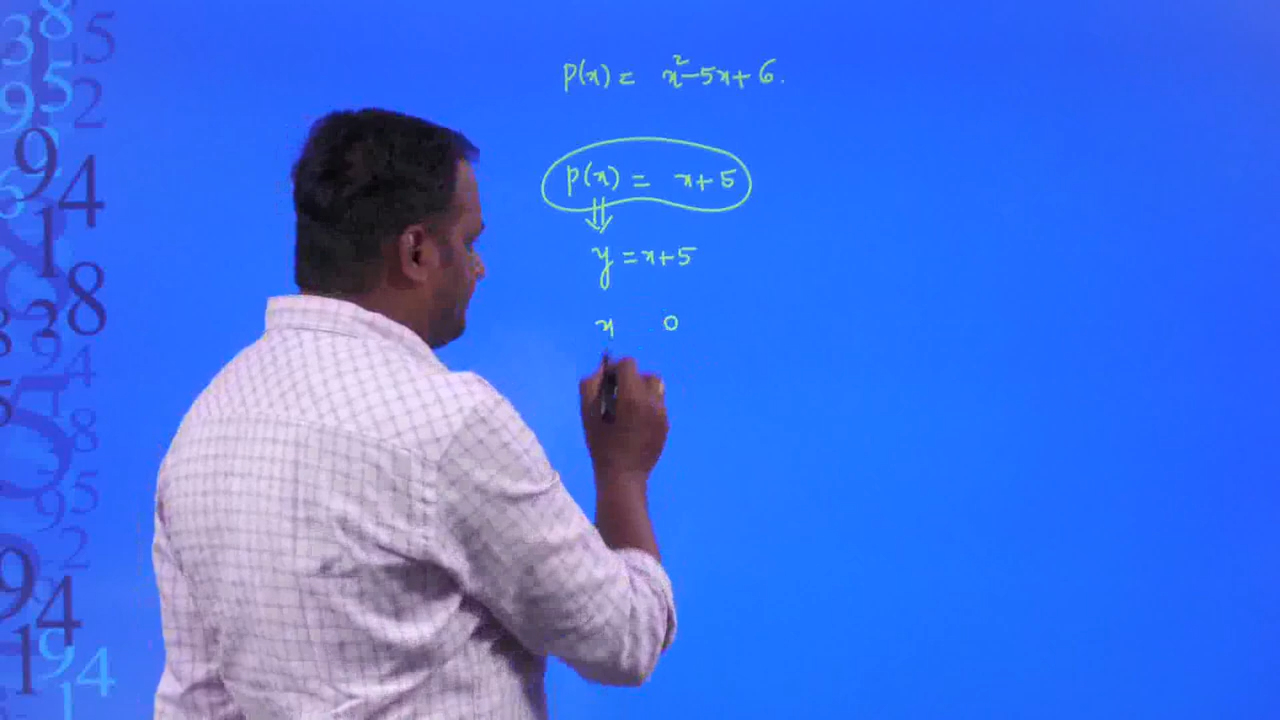 P(x) = x²-5x+6.
P(x) = x+5
y = x+5
x 0